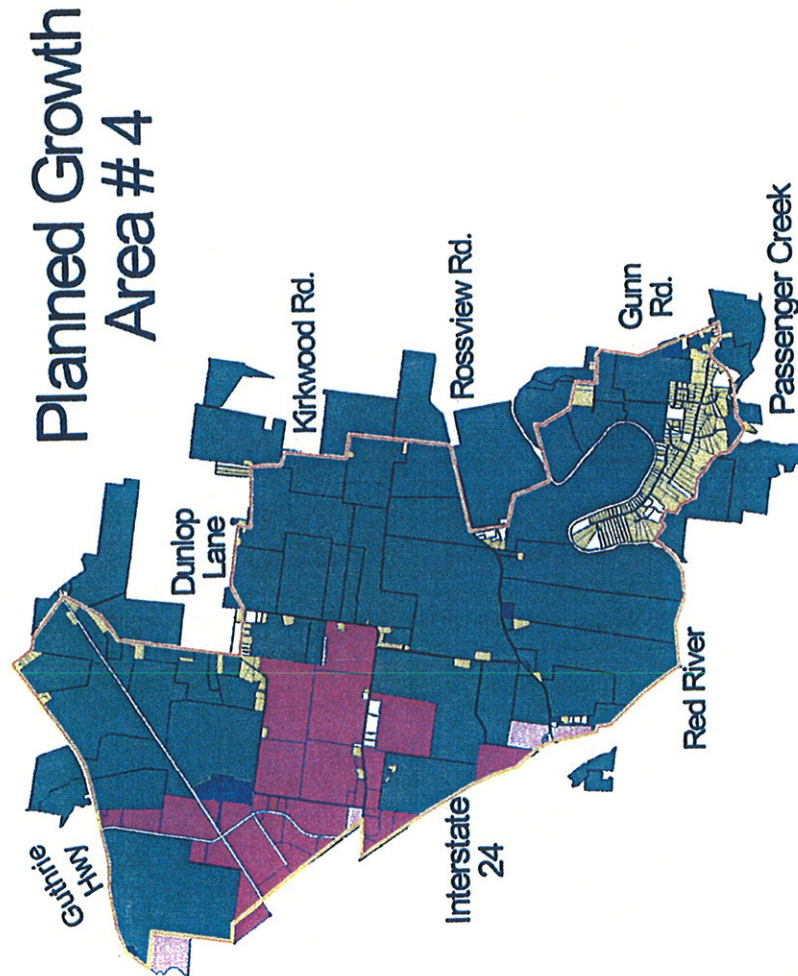 Planned Growth
Area # 4
Guthrie
Hwy
Dunlop
Lane
Kirkwood Rd.
Rossview Rd.
Gunn
Rd.
Interstate
24
Red River
Passenger Creek